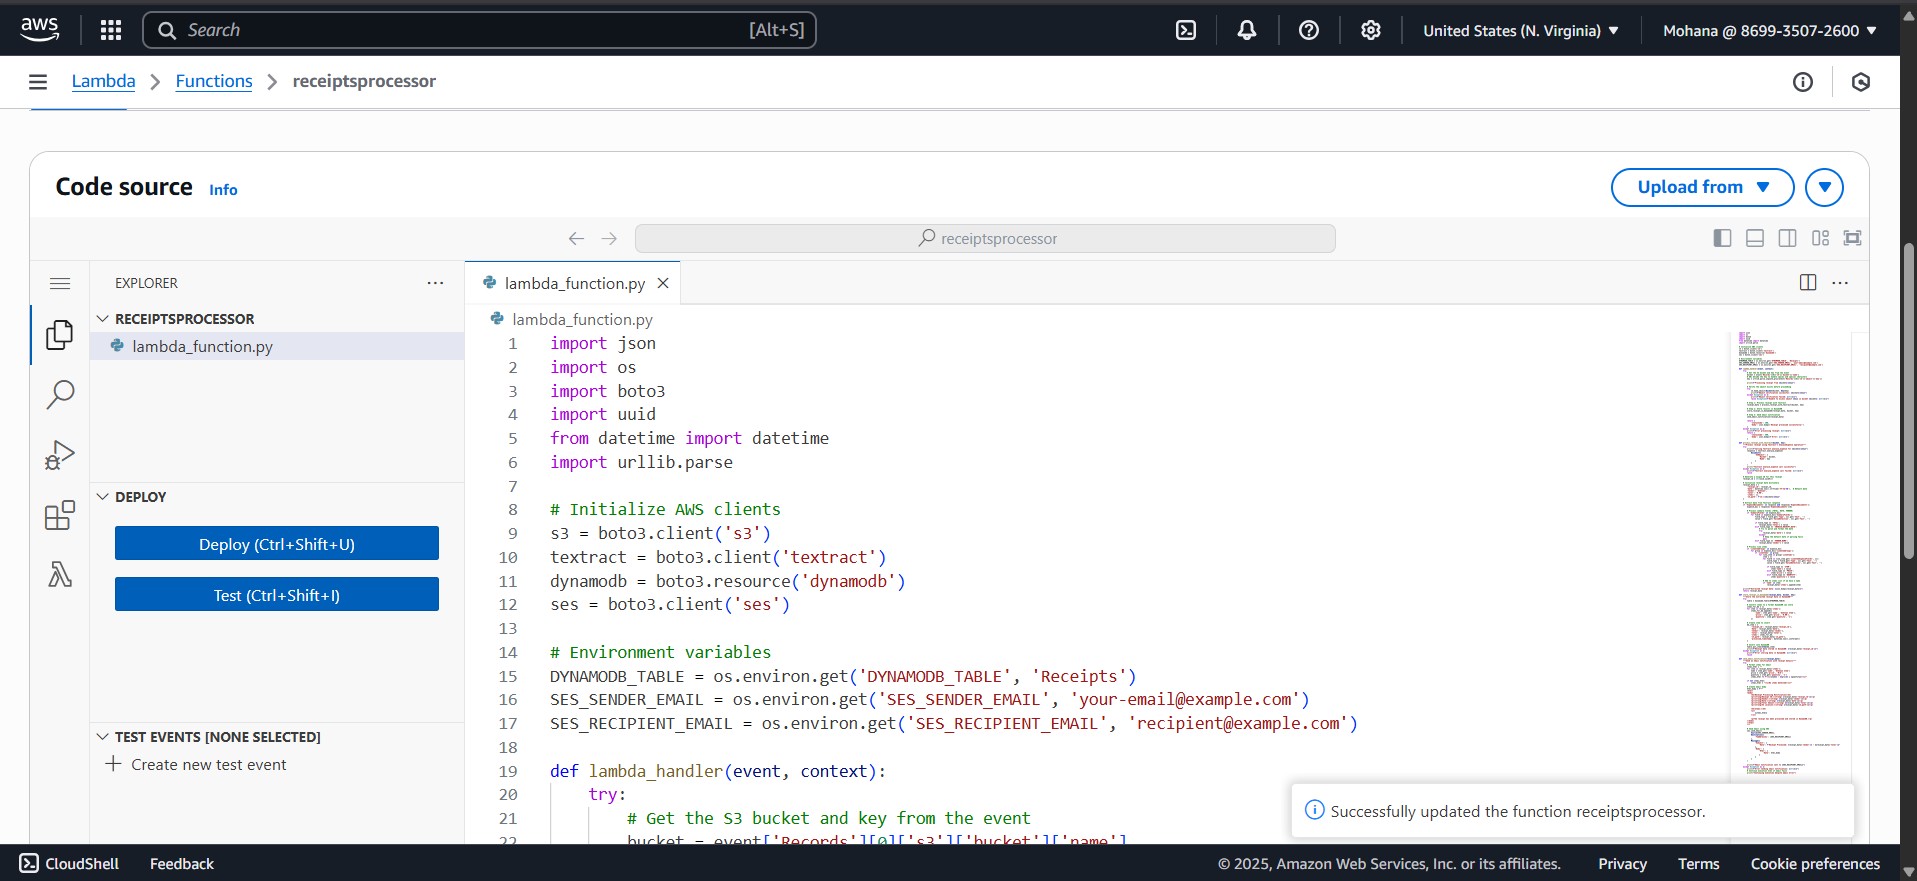 aws
Search [Alt+S]
United States (N. Virginia)
Mohana @ 8699-3507-2600
Lambda
Functions
receiptsprocessor
Code source
Info
Upload from
receiptsprocessor
EXPLORER
RECEIPTSPROCESSOR
lambda_function.py
DEPLOY
Deploy (Ctrl+Shift+U)
Test (Ctrl+Shift+I)
TEST EVENTS [NONE SELECTED]
Create new test event
lambda_function.py
lambda_function.py
1 import json
2 import os
3 import boto3
4 import uuid
5 from datetime import datetime
6 import urllib.parse
7
8 # Initialize AWS clients
9 s3 = boto3.client('s3')
10 textract = boto3.client('textract')
11 dynamodb = boto3.resource('dynamodb')
12 ses = boto3.client('ses')
13
14 # Environment variables
15 DYNAMODB_TABLE = os.environ.get('DYNAMODB_TABLE', 'Receipts')
16 SES_SENDER_EMAIL = os.environ.get('SES_SENDER_EMAIL', 'your-email@example.com')
17 SES_RECIPIENT_EMAIL = os.environ.get('SES_RECIPIENT_EMAIL', 'recipient@example.com')
18
19 def lambda_handler(event, context):
20 try:
21 # Get the S3 bucket and key from the event
22 bucket = event['Records'][0]['s3']['bucket']['name']
Successfully updated the function receiptsprocessor.
CloudShell
Feedback
© 2025, Amazon Web Services, Inc. or its affiliates.
Privacy
Terms
Cookie preferences